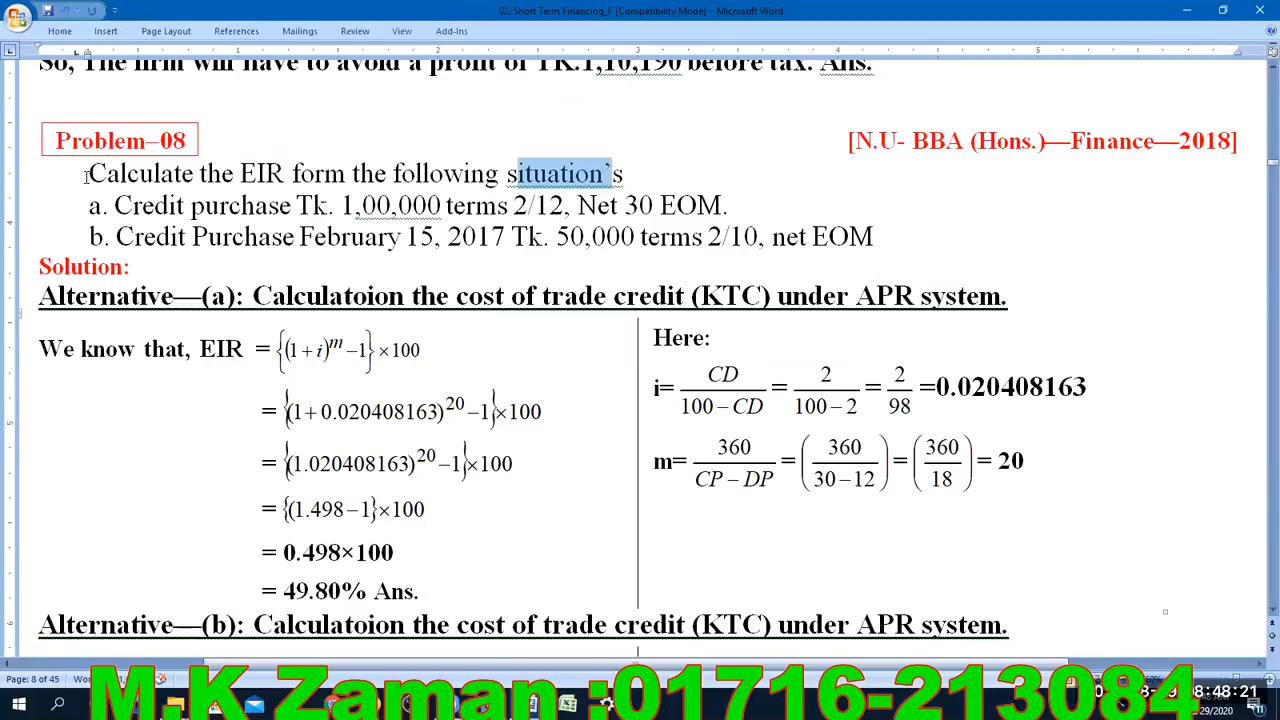 02. Short Term Financing_F [Compatibility Mode] - Microsoft Word
Home Insert Page Layout References Mailings Review View Add-Ins
So, The firm will have to avoid a profit of TK.1,10,190 before tax. Ans.
Problem–08 [N.U- BBA (Hons.)—Finance—2018]
Calculate the EIR form the following situation`s
a. Credit purchase Tk. 1,00,000 terms 2/12, Net 30 EOM.
b. Credit Purchase February 15, 2017 Tk. 50,000 terms 2/10, net EOM
Solution:
Alternative—(a): Calculatoion the cost of trade credit (KTC) under APR system.
We know that, EIR = {(1 + i)^m – 1} × 100
= {(1 + 0.020408163)^20 – 1} × 100
= {(1.020408163)^20 – 1} × 100
= {(1.498 – 1} × 100
= 0.498×100
= 49.80% Ans.
Here:
i= CD / 100 – CD = 2 / 100 – 2 = 2 / 98 =0.020408163
m= 360 / CP – DP = (360 / 30 – 12) = (360 / 18) = 20
Alternative—(b): Calculatoion the cost of trade credit (KTC) under APR system.
Page: 8 of 45
M.K Zaman :01716-213084